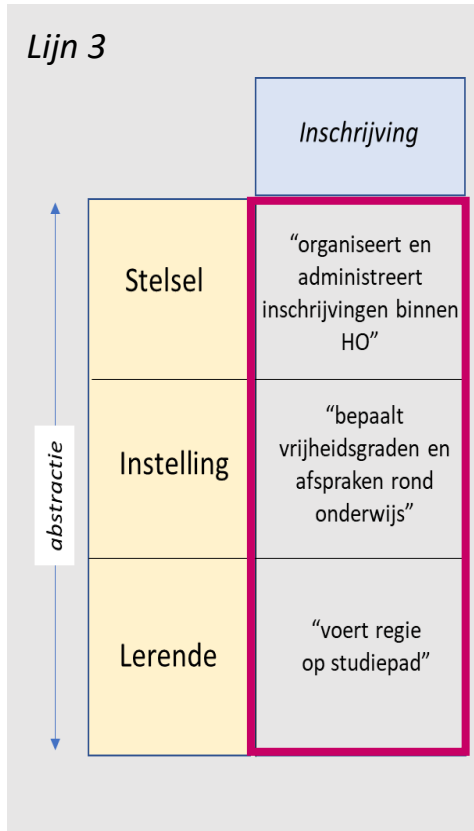 Lijn 3
Inschrijving
Stelsel
“organiseert en
administreert
inschrijvingen binnen
HO”
abstractie
Instelling
“bepaalt
vrijheidsgraden en
afspraken rond
onderwijs”
Lerende
“voert regie
op studiepad”